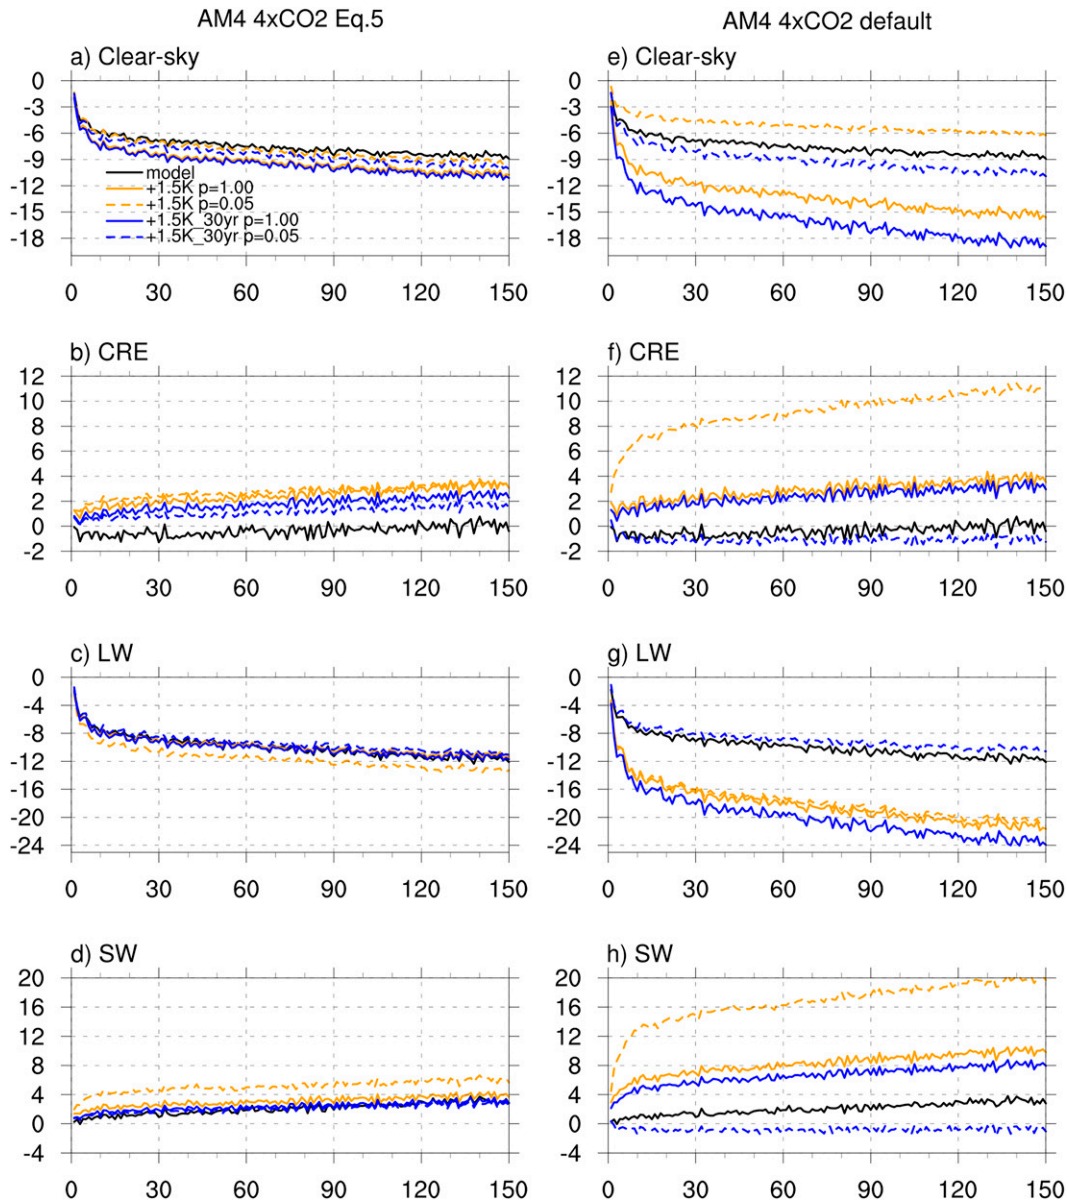 AM4 4xCO2 Eq.5
AM4 4xCO2 default
a) Clear-sky
0
-3
-6
-9
-12
-15
-18
model
+1.5K p=1.00
+1.5K p=0.05
+1.5K_30yr p=1.00
+1.5K_30yr p=0.05
0 30 60 90 120 150
e) Clear-sky
0
-3
-6
-9
-12
-15
-18
0 30 60 90 120 150
b) CRE
12
10
8
6
4
2
0
-2
0 30 60 90 120 150
f) CRE
12
10
8
6
4
2
0
-2
0 30 60 90 120 150
c) LW
0
-4
-8
-12
-16
-20
-24
0 30 60 90 120 150
g) LW
0
-4
-8
-12
-16
-20
-24
0 30 60 90 120 150
d) SW
20
16
12
8
4
0
-4
0 30 60 90 120 150
h) SW
20
16
12
8
4
0
-4
0 30 60 90 120 150